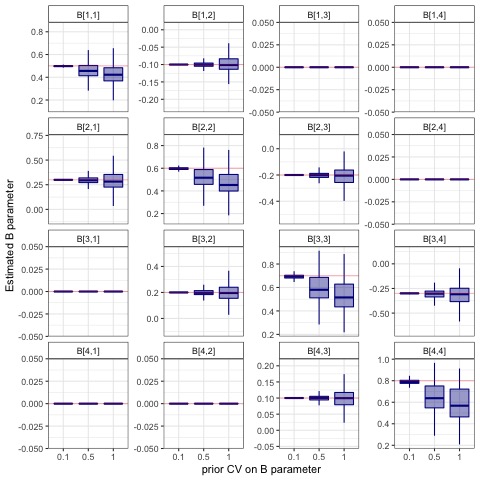 B[1,1] B[1,2] B[1,3] B[1,4]
0.8 0.00 0.050 0.050
0.6 -0.05 0.025 0.025
0.4 -0.10 0.000 0.000
0.2 -0.15 -0.025 -0.025
-0.20 -0.050 -0.050
B[2,1] B[2,2] B[2,3] B[2,4]
0.75 0.8 0.0 0.050
0.50 0.6 -0.2 0.025
0.25 0.4 -0.4 0.000
0.00 0.2 -0.025
-0.050
Estimated B parameter
B[3,1] B[3,2] B[3,3] B[3,4]
0.050 0.4 0.8 0.00
0.025 0.2 0.6 -0.25
0.000 0.0 0.4 -0.50
-0.025 0.2
-0.050
B[4,1] B[4,2] B[4,3] B[4,4]
0.050 0.050 0.20 1.0
0.025 0.025 0.15 0.8
0.000 0.000 0.10 0.6
-0.025 -0.025 0.05 0.4
-0.050 -0.050 0.00 0.2
-0.05
0.1 0.5 1 0.1 0.5 1 0.1 0.5 1 0.1 0.5 1
prior CV on B parameter